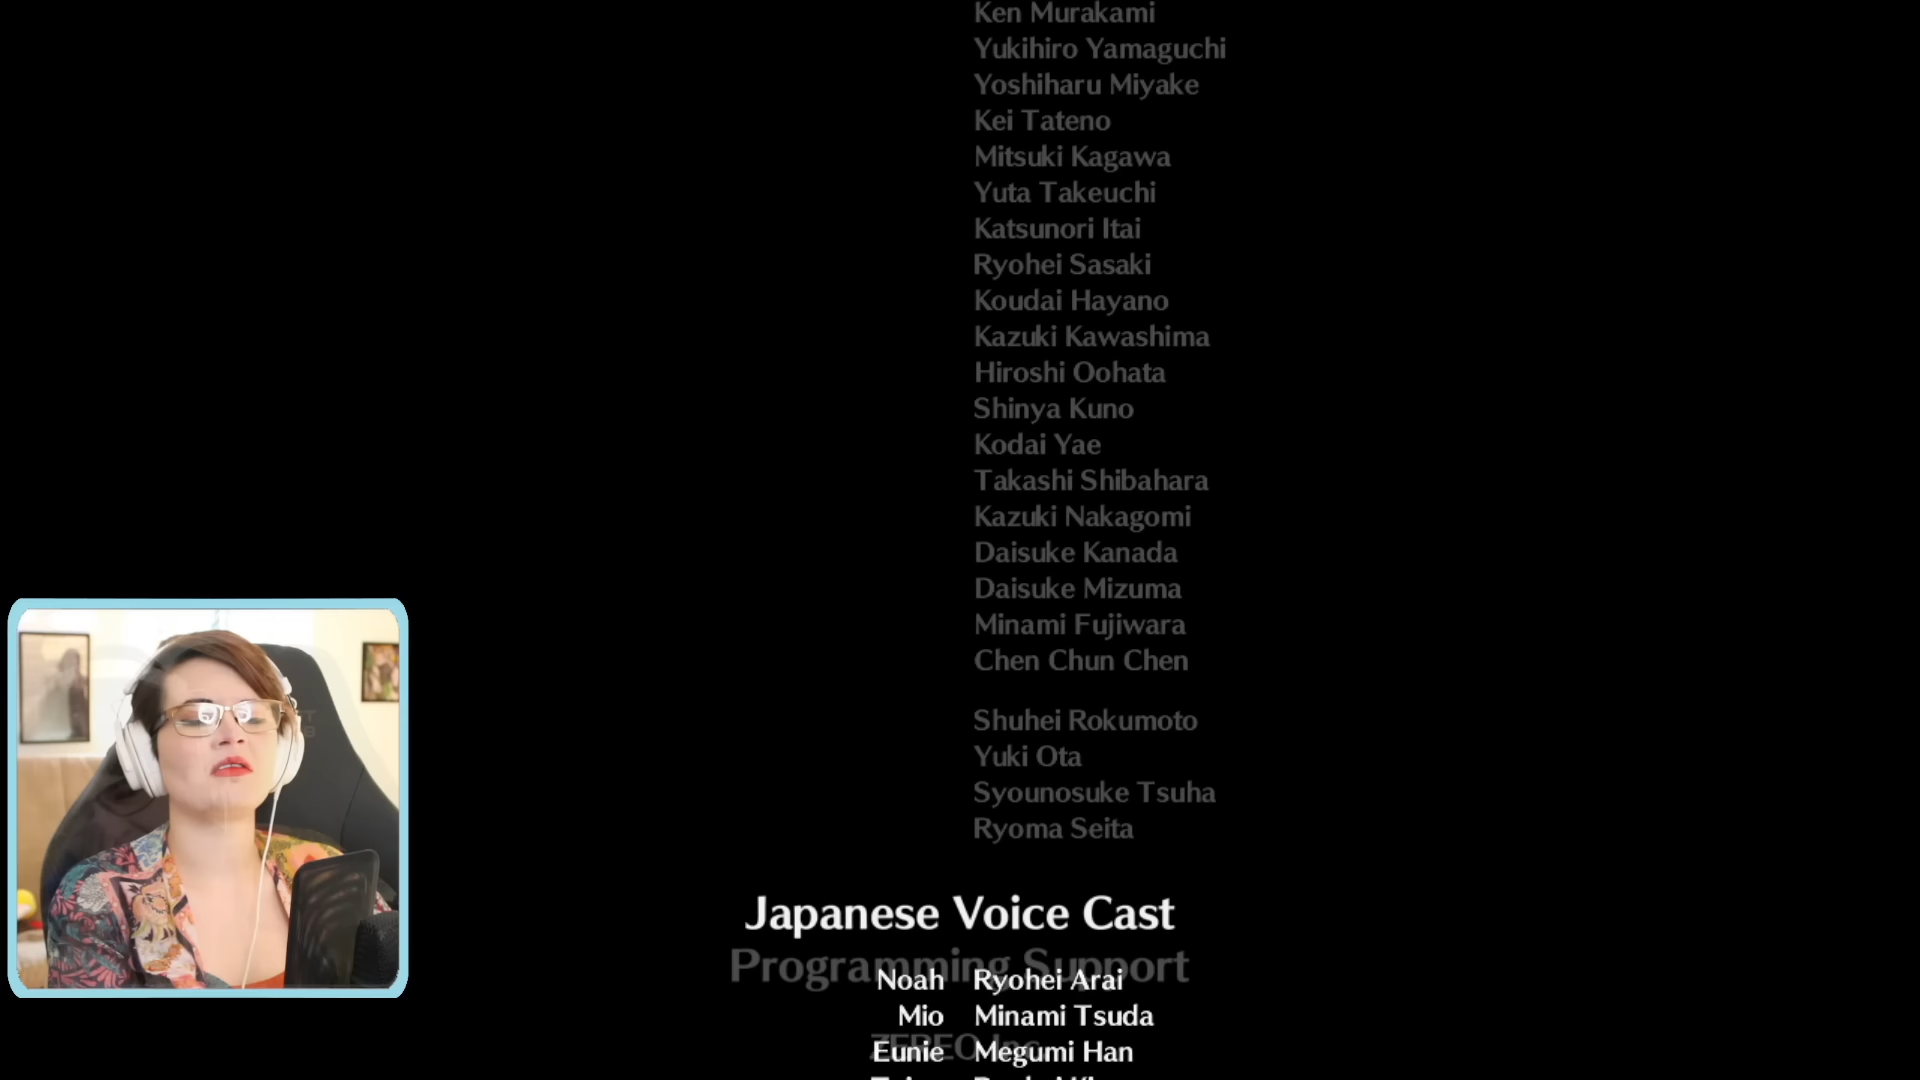 Ken Murakami
Yukihiro Yamaguchi
Yoshiharu Miyake
Kei Tateno
Mitsuki Kagawa
Yuta Takeuchi
Katsunori Itai
Ryohei Sasaki
Koudai Hayano
Kazuki Kawashima
Hiroshi Oohata
Shinya Kuno
Kodai Yae
Takashi Shibahara
Kazuki Nakagomi
Daisuke Kanada
Daisuke Mizuma
Minami Fujiwara
Chen Chun Chen
Shuhei Rokumoto
Yuki Ota
Syounosuke Tsuha
Ryoma Seita
Japanese Voice Cast
Programming Support
Noah Ryohei Arai
Mio Minami Tsuda
Eunie Megumi Han